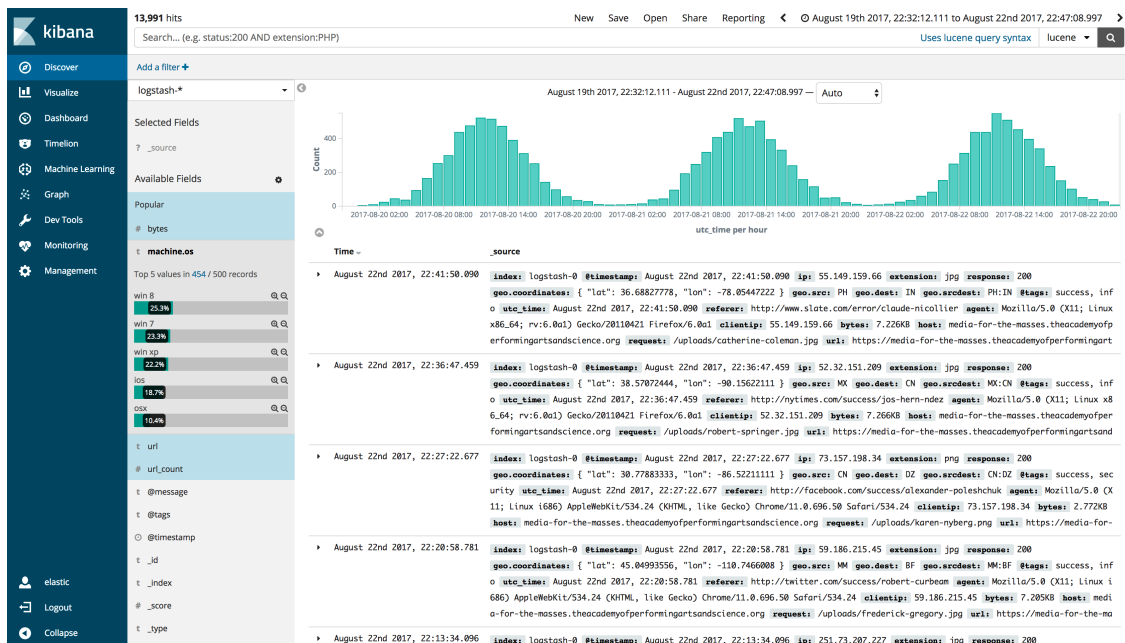 kibana
Discover
Visualize
Dashboard
Timelion
Machine Learning
Graph
Dev Tools
Monitoring
Management
elastic
Logout
Collapse
13,991 hits
New Save Open Share Reporting August 19th 2017, 22:32:12.111 to August 22nd 2017, 22:47:08.997
Search... (e.g. status:200 AND extension:PHP) Uses lucene query syntax lucene
Add a filter +
logstash-*
Selected Fields
? _source
Available Fields
Popular
# bytes
t machine.os
Top 5 values in 454 / 500 records
win 8
25.3%
win 7
23.3%
win xp
22.2%
ios
18.7%
osx
10.4%
t url
# url_count
t @message
t @tags
@timestamp
t _id
t _index
# _score
t _type
August 19th 2017, 22:32:12.111 - August 22nd 2017, 22:47:08.997 — Auto
Count
400
200
0
2017-08-20 02:00 2017-08-20 08:00 2017-08-20 14:00 2017-08-20 20:00 2017-08-21 02:00 2017-08-21 08:00 2017-08-21 14:00 2017-08-21 20:00 2017-08-22 02:00 2017-08-22 08:00 2017-08-22 14:00 2017-08-22 20:00
utc_time per hour
Time _source
August 22nd 2017, 22:41:50.090 index: logstash-0 @timestamp: August 22nd 2017, 22:41:50.090 ip: 55.149.159.66 extension: jpg response: 200
geo.coordinates: { "lat": 36.68827778, "lon": -78.05447222 } geo.src: PH geo.dest: IN geo.srcdest: PH:IN @tags: success, inf
o utc_time: August 22nd 2017, 22:41:50.090 referer: http://www.slate.com/error/claude-nicollier agent: Mozilla/5.0 (X11; Linux
x86_64; rv:6.0a1) Gecko/20110421 Firefox/6.0a1 clientip: 55.149.159.66 bytes: 7.226KB host: media-for-the-masses.theacademyofp
erformingartsandscience.org request: /uploads/catherine-coleman.jpg url: https://media-for-the-masses.theacademyofperformingart
August 22nd 2017, 22:36:47.459 index: logstash-0 @timestamp: August 22nd 2017, 22:36:47.459 ip: 52.32.151.209 extension: jpg response: 200
geo.coordinates: { "lat": 38.57072444, "lon": -90.15622111 } geo.src: MX geo.dest: CN geo.srcdest: MX:CN @tags: success, inf
o utc_time: August 22nd 2017, 22:36:47.459 referer: http://nytimes.com/success/jos-hern-ndez agent: Mozilla/5.0 (X11; Linux x8
6_64; rv:6.0a1) Gecko/20110421 Firefox/6.0a1 clientip: 52.32.151.209 bytes: 7.266KB host: media-for-the-masses.theacademyofper
formingartsandscience.org request: /uploads/robert-springer.jpg url: https://media-for-the-masses.theacademyofperformingartsand
August 22nd 2017, 22:27:22.677 index: logstash-0 @timestamp: August 22nd 2017, 22:27:22.677 ip: 73.157.198.34 extension: png response: 200
geo.coordinates: { "lat": 30.77883333, "lon": -86.52211111 } geo.src: CN geo.dest: DZ geo.srcdest: CN:DZ @tags: success, sec
urity utc_time: August 22nd 2017, 22:27:22.677 referer: http://facebook.com/success/alexander-poleshchuk agent: Mozilla/5.0 (X
11; Linux i686) AppleWebKit/534.24 (KHTML, like Gecko) Chrome/11.0.696.50 Safari/534.24 clientip: 73.157.198.34 bytes: 2.772KB
host: media-for-the-masses.theacademyofperformingartsandscience.org request: /uploads/karen-nyberg.png url: https://media-for-
August 22nd 2017, 22:20:58.781 index: logstash-0 @timestamp: August 22nd 2017, 22:20:58.781 ip: 59.186.215.45 extension: jpg response: 200
geo.coordinates: { "lat": 45.04993556, "lon": -110.7466008 } geo.src: MM geo.dest: BF geo.srcdest: MM:BF @tags: success, inf
o utc_time: August 22nd 2017, 22:20:58.781 referer: http://twitter.com/success/robert-curbeam agent: Mozilla/5.0 (X11; Linux i
686) AppleWebKit/534.24 (KHTML, like Gecko) Chrome/11.0.696.50 Safari/534.24 clientip: 59.186.215.45 bytes: 7.205KB host: medi
a-for-the-masses.theacademyofperformingartsandscience.org request: /uploads/frederick-gregory.jpg url: https://media-for-the-ma
August 22nd 2017, 22:13:34.096 index: logstash-0 @timestamp: August 22nd 2017, 22:13:34.096 ip: 251.73.207.227 extension: jpg response: 200